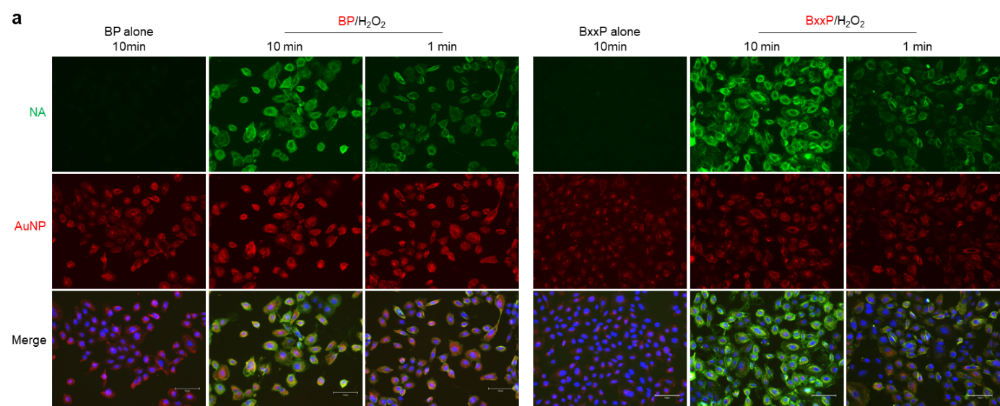 a
BP alone
10min
BP/H₂O₂
10 min
1 min
BxxP alone
10min
BxxP/H₂O₂
10 min
1 min
NA
AuNP
Merge